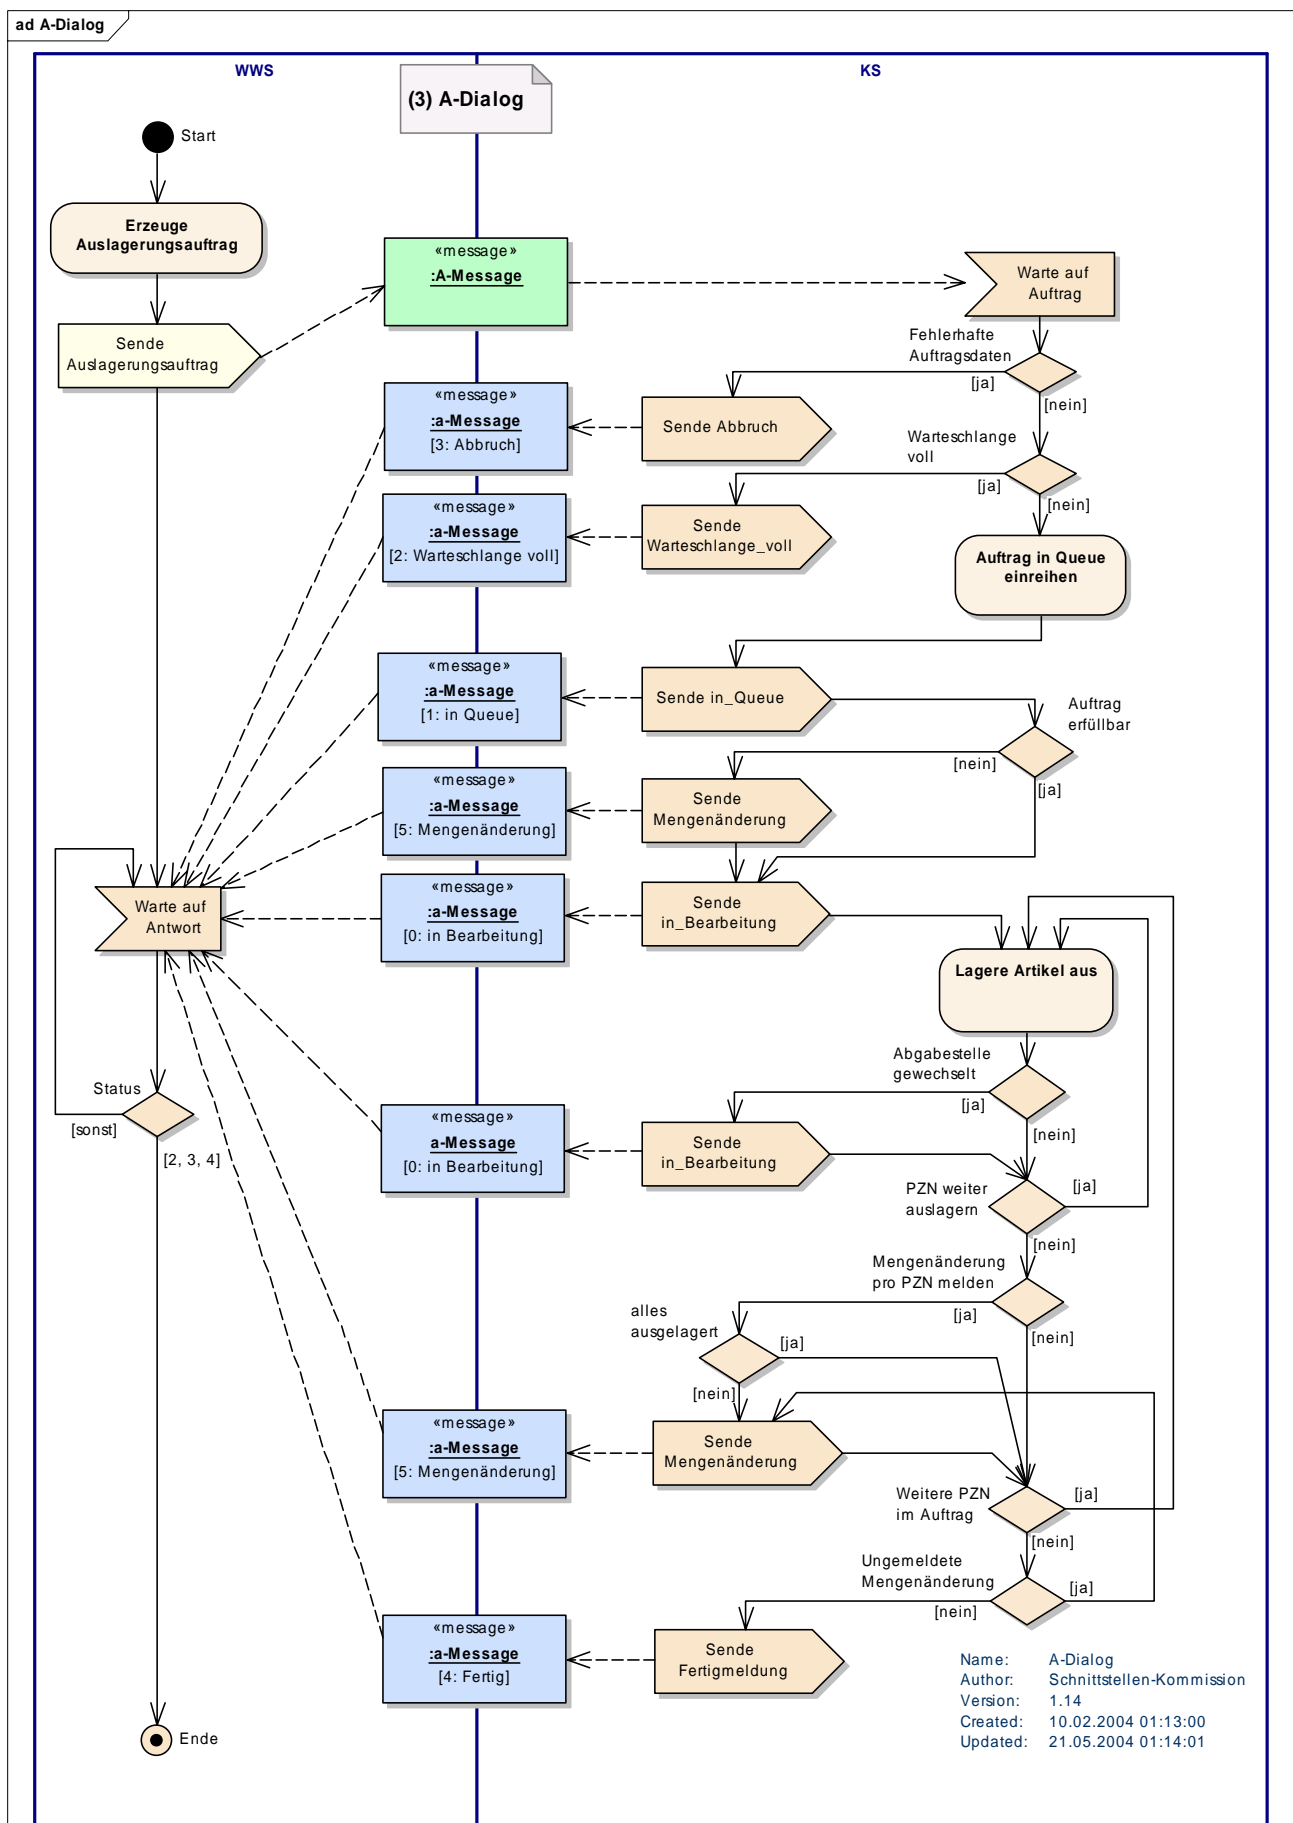 ad A-Dialog
WWS
KS
(3) A-Dialog
Start
Erzeuge
Auslagerungsauftrag
Sende
Auslagerungsauftrag
«message»
:A-Message
Warte auf
Auftrag
Fehlerhafte
Auftragsdaten
[ja]
[nein]
«message»
:a-Message
[3: Abbruch]
Sende Abbruch
Warteschlange
voll
[ja]
[nein]
«message»
:a-Message
[2: Warteschlange voll]
Sende
Warteschlange_voll
Auftrag in Queue
einreihen
«message»
:a-Message
[1: in Queue]
Sende in_Queue
Auftrag
erfüllbar
[nein]
[ja]
«message»
:a-Message
[5: Mengenänderung]
Sende
Mengenänderung
Warte auf
Antwort
«message»
:a-Message
[0: in Bearbeitung]
Sende
in_Bearbeitung
Lagere Artikel aus
Abgabestelle
gewechselt
[ja]
[nein]
Status
[sonst]
[2, 3, 4]
«message»
a-Message
[0: in Bearbeitung]
Sende
in_Bearbeitung
PZN weiter
auslagern
[ja]
[nein]
Mengenänderung
pro PZN melden
[ja]
[nein]
alles
ausgelagert
[ja]
[nein]
«message»
:a-Message
[5: Mengenänderung]
Sende
Mengenänderung
Weitere PZN
im Auftrag
[ja]
[nein]
Ungemeldete
Mengenänderung
[ja]
[nein]
«message»
:a-Message
[4: Fertig]
Sende
Fertigmeldung
Ende
Name: A-Dialog
Author: Schnittstellen-Kommission
Version: 1.14
Created: 10.02.2004 01:13:00
Updated: 21.05.2004 01:14:01